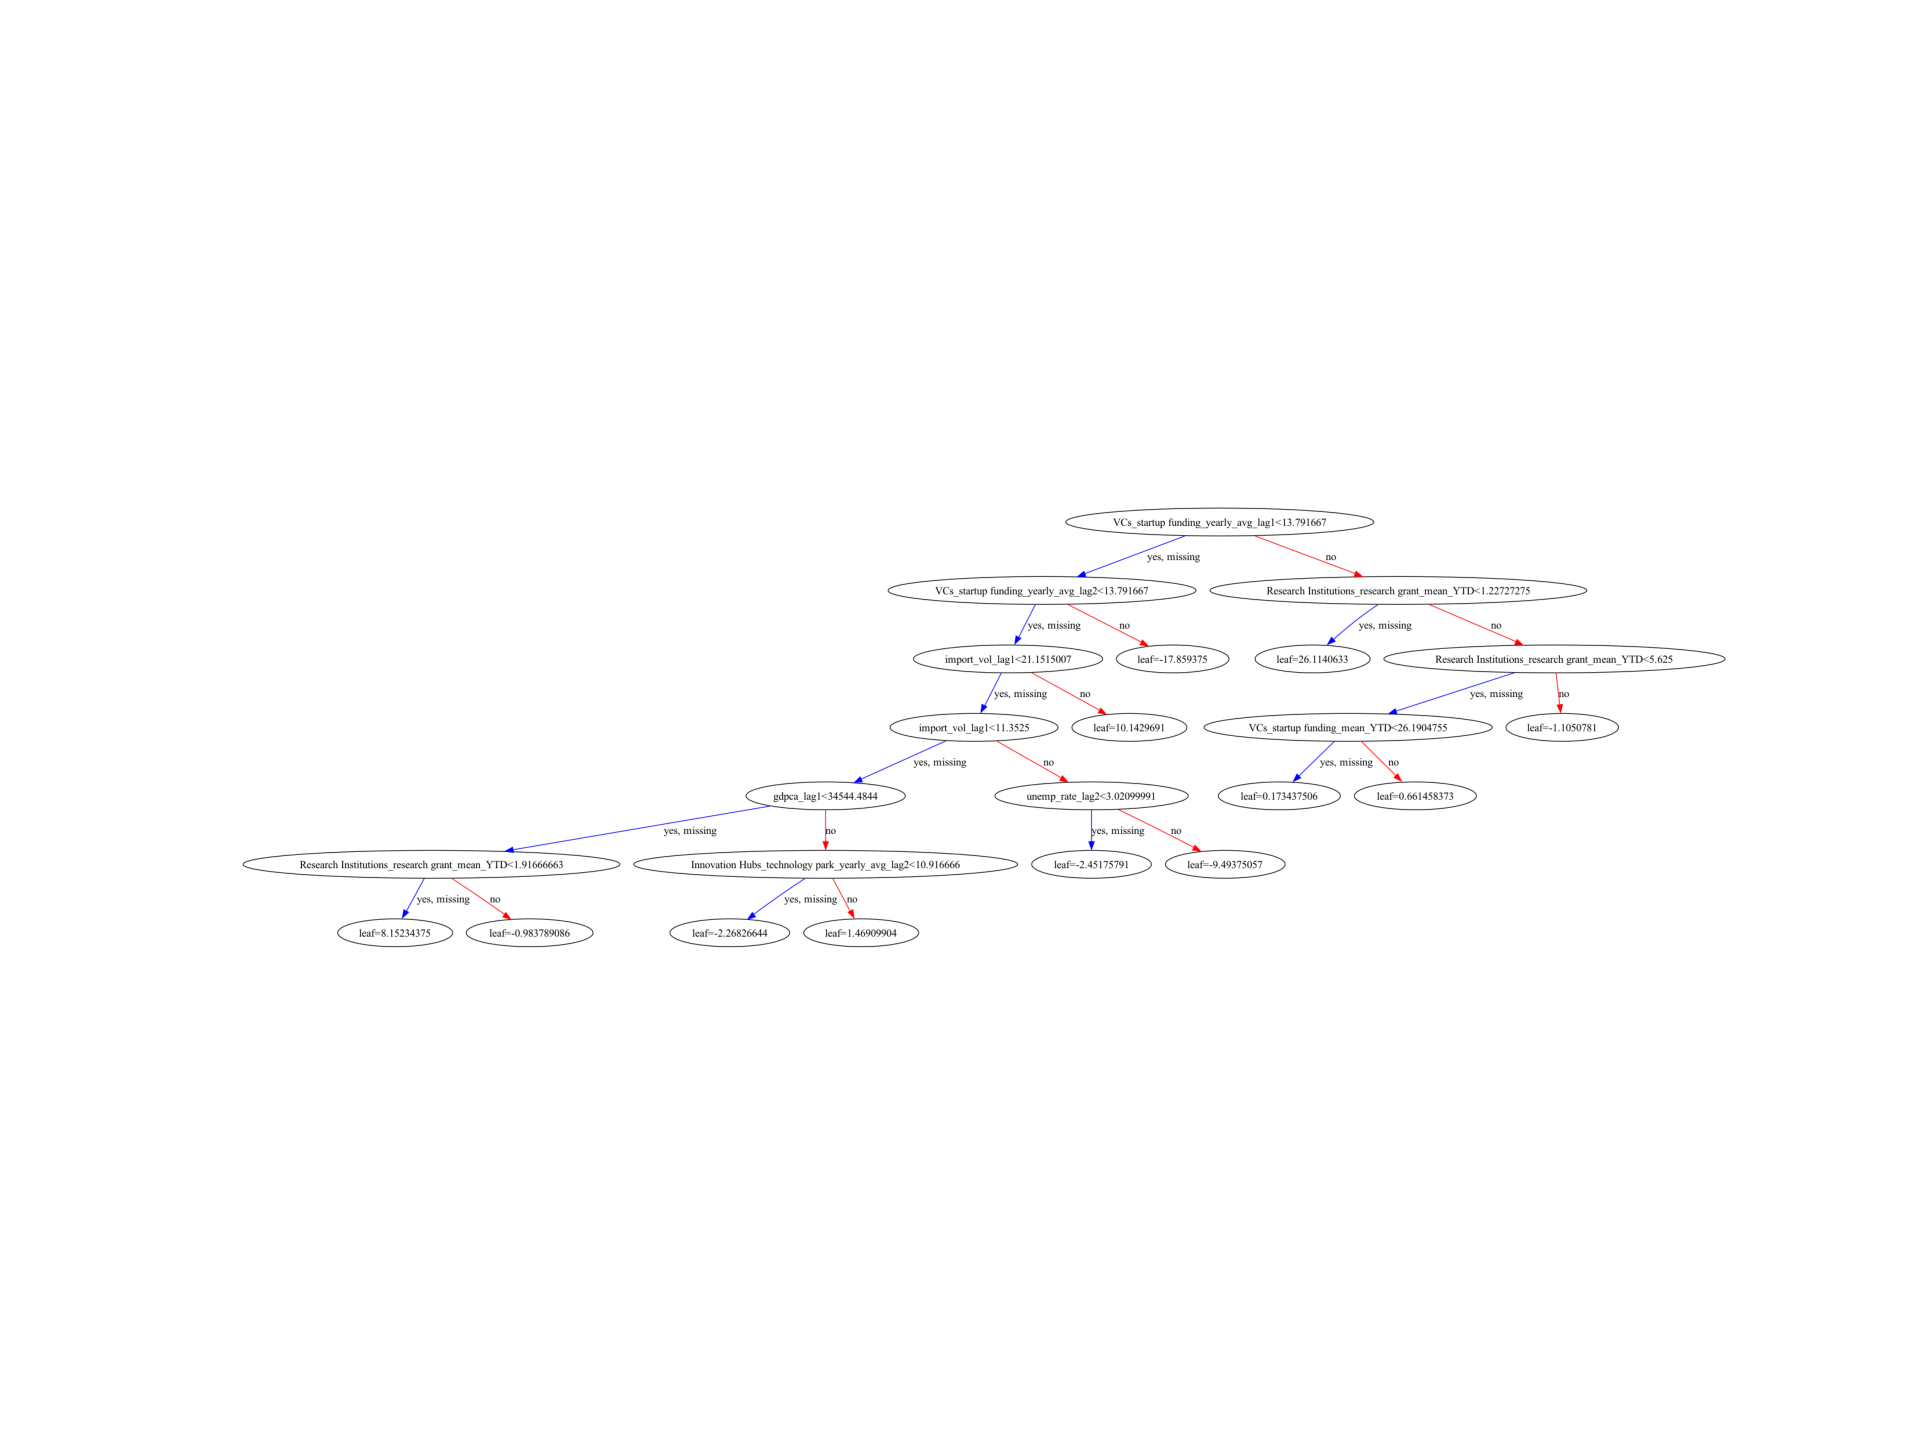 VCs_startup funding_yearly_avg_lag1<13.791667
yes, missing
no
VCs_startup funding_yearly_avg_lag2<13.791667
Research Institutions_research grant_mean_YTD<1.22727275
yes, missing
no
yes, missing
no
import_vol_lag1<21.1515007
leaf=-17.859375
leaf=26.1140633
Research Institutions_research grant_mean_YTD<5.625
yes, missing
no
yes, missing
no
import_vol_lag1<11.3525
leaf=10.1429691
VCs_startup funding_mean_YTD<26.1904755
leaf=-1.1050781
yes, missing
no
yes, missing
no
gdpca_lag1<34544.4844
unemp_rate_lag2<3.02099991
leaf=0.173437506
leaf=0.661458373
yes, missing
no
yes, missing
no
Research Institutions_research grant_mean_YTD<1.91666663
Innovation Hubs_technology park_yearly_avg_lag2<10.916666
leaf=-2.45175791
leaf=-9.49375057
yes, missing
no
yes, missing
no
leaf=8.15234375
leaf=-0.983789086
leaf=-2.26826644
leaf=1.46909904